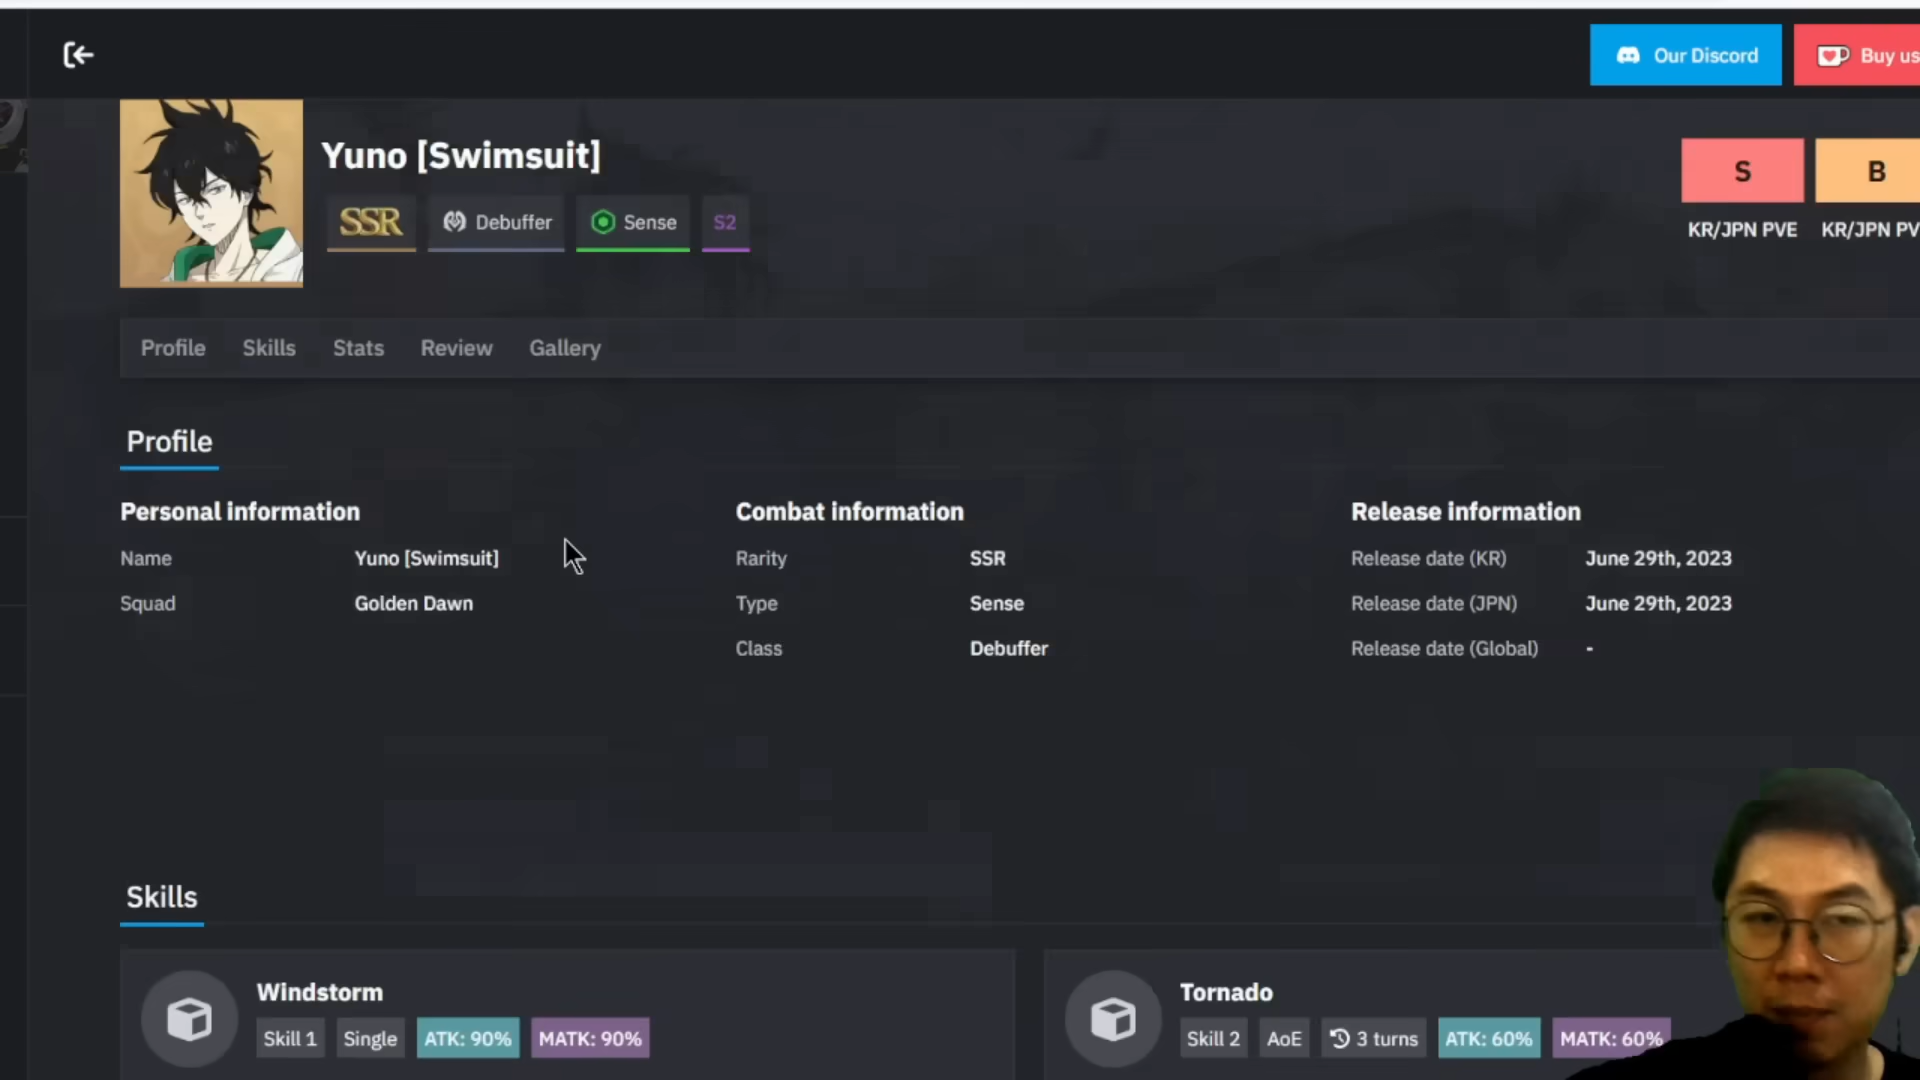 Our Discord
Buy us
Yuno [Swimsuit]
SSR
Debuffer
Sense
S2
S
B
KR/JPN PVE
KR/JPN PV
Profile
Skills
Stats
Review
Gallery
Profile
Personal information
Name
Yuno [Swimsuit]
Squad
Golden Dawn
Combat information
Rarity
SSR
Type
Sense
Class
Debuffer
Release information
Release date (KR)
June 29th, 2023
Release date (JPN)
June 29th, 2023
Release date (Global)
-
Skills
Windstorm
Skill 1
Single
ATK: 90%
MATK: 90%
Tornado
Skill 2
AoE
3 turns
ATK: 60%
MATK: 60%